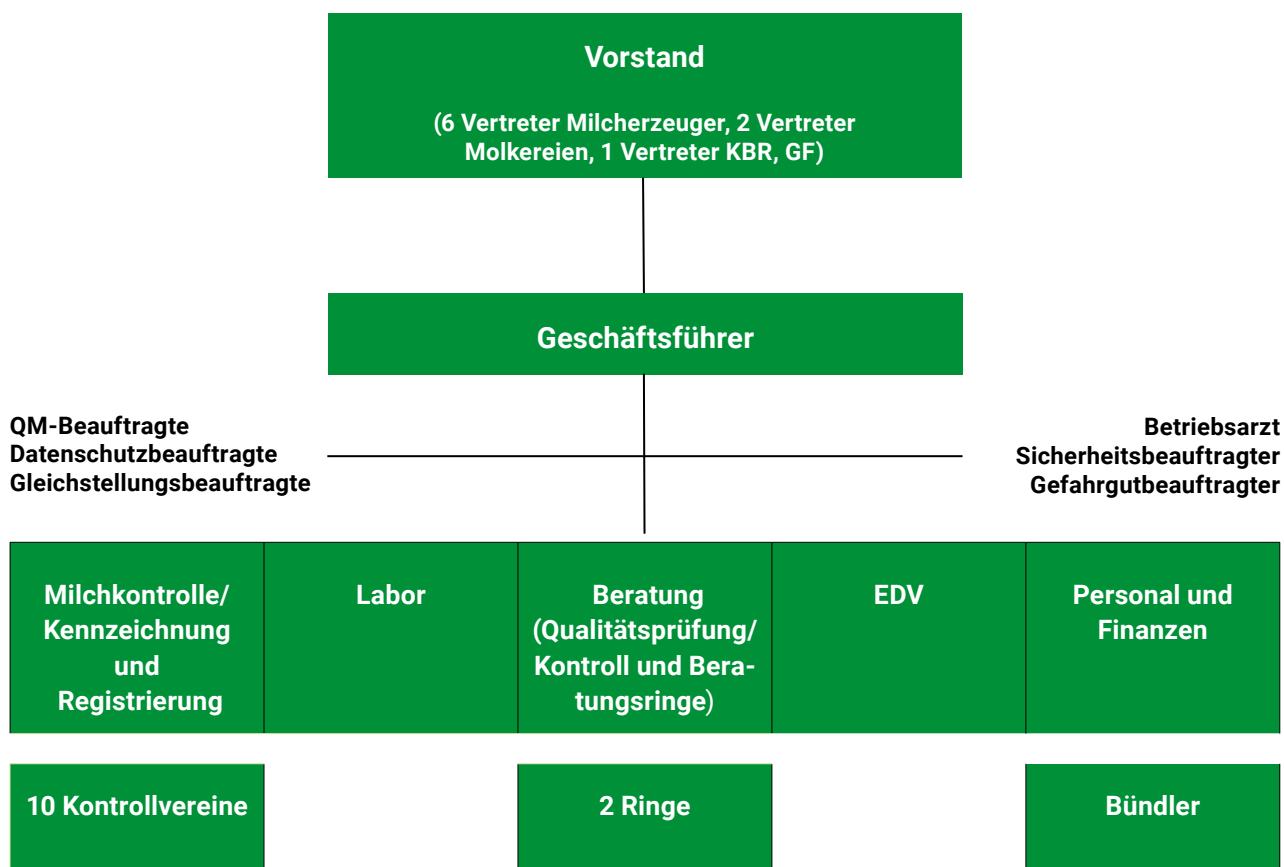 Vorstand
(6 Vertreter Milcherzeuger, 2 Vertreter
Molkereien, 1 Vertreter KBR, GF)
Geschäftsführer
QM-Beauftragte
Datenschutzbeauftragte
Gleichstellungsbeauftragte
Betriebsarzt
Sicherheitsbeauftragter
Gefahrgutbeauftragter
Milchkontrolle/
Kennzeichnung
und
Registrierung
Labor
Beratung
(Qualitätsprüfung/
Kontroll und Bera-
tungsringe)
EDV
Personal und
Finanzen
10 Kontrollvereine
2 Ringe
Bündler